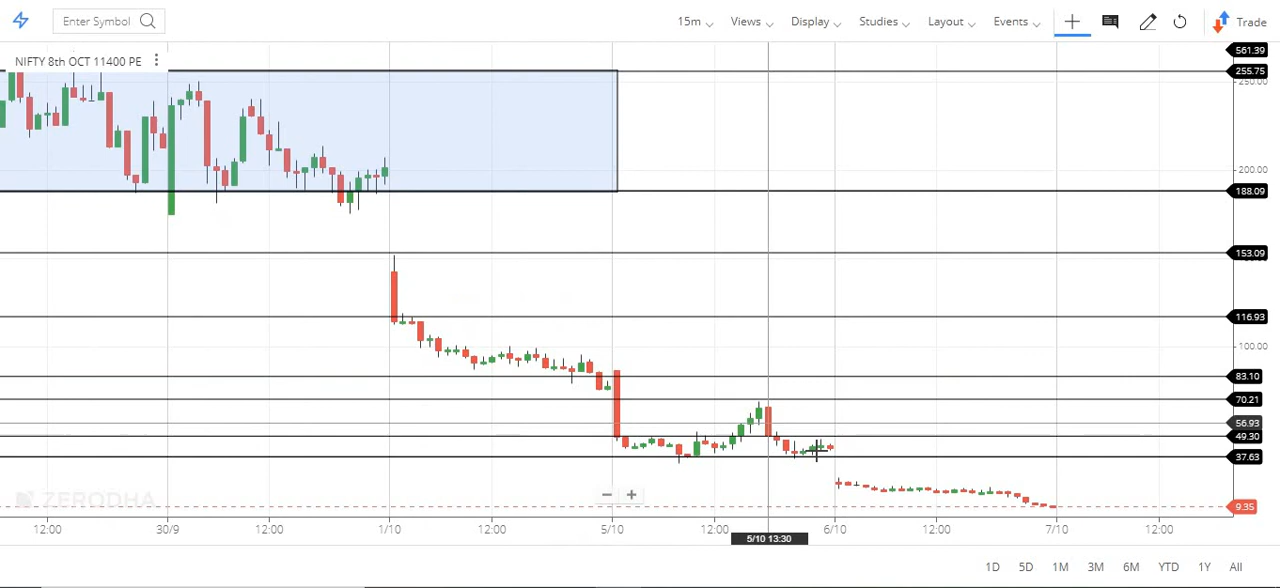 Enter Symbol 15m Views Display Studies Layout Events Trade
NIFTY 8th OCT 11400 PE
561.39
255.75
200.00
188.09
153.09
116.93
100.00
83.10
70.21
56.93
49.30
37.63
ZERODHA
9.35
12:00 30/9 12:00 1/10 12:00 5/10 12:00 6/10 12:00 7/10 12:00
5/10 13:30
1D 5D 1M 3M 6M YTD 1Y All